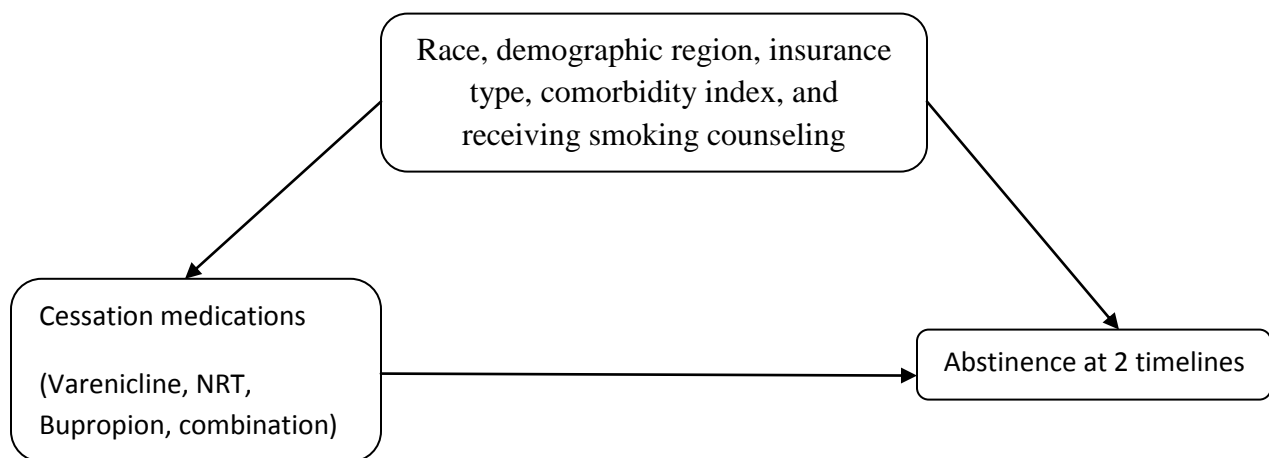 Race, demographic region, insurance
type, comorbidity index, and
receiving smoking counseling
Cessation medications
(Varenicline, NRT,
Bupropion, combination)
Abstinence at 2 timelines